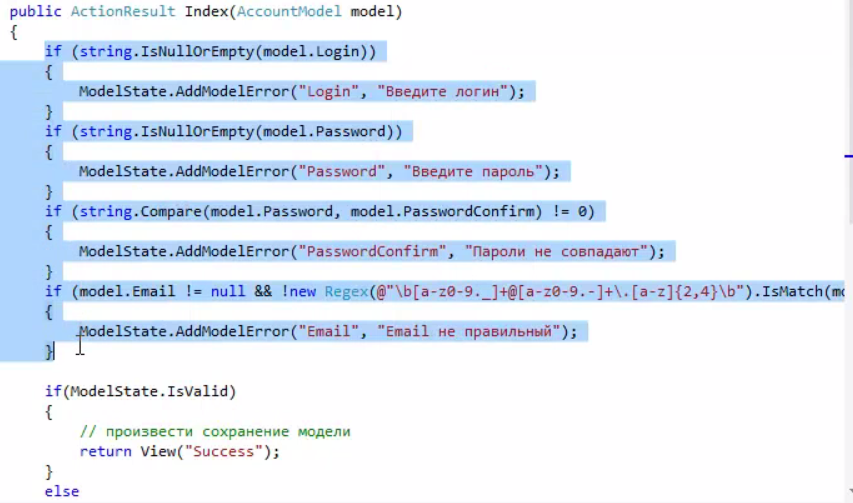 public ActionResult Index(AccountModel model)
{
if (string.IsNullOrEmpty(model.Login))
{
ModelState.AddModelError("Login", "Введите логин");
}
if (string.IsNullOrEmpty(model.Password))
{
ModelState.AddModelError("Password", "Введите пароль");
}
if (string.Compare(model.Password, model.PasswordConfirm) != 0)
{
ModelState.AddModelError("PasswordConfirm", "Пароли не совпадают");
}
if (model.Email != null && !new Regex(@"\b[a-z0-9._]+@[a-z0-9.-]+\.[a-z]{2,4}\b").IsMatch(mo
{
ModelState.AddModelError("Email", "Email не правильный");
}
if(ModelState.IsValid)
{
// произвести сохранение модели
return View("Success");
}
else